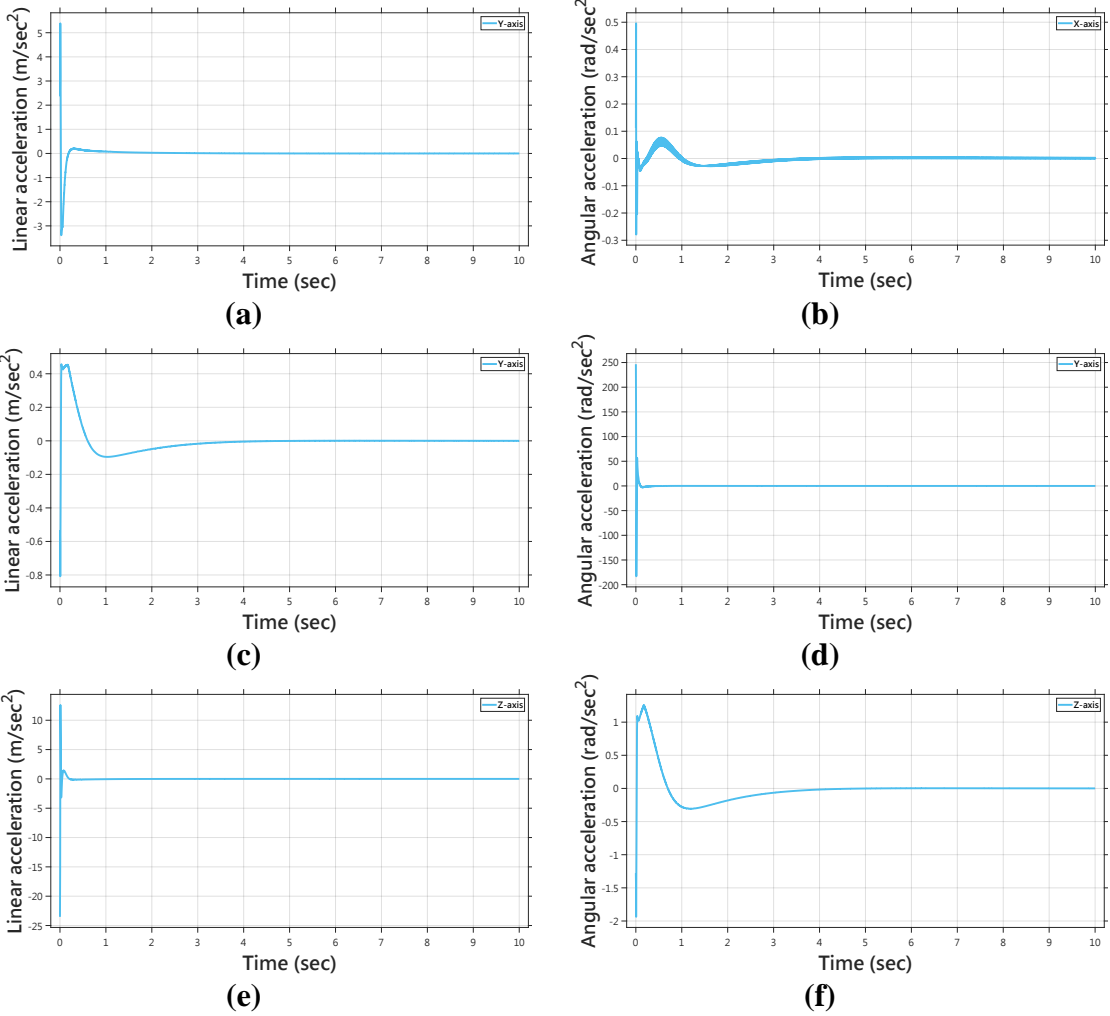 Linear acceleration (m/sec²)
5
4
3
2
1
0
-1
-2
-3
Y-axis
0 1 2 3 4 5 6 7 8 9 10
Time (sec)
(a)
Angular acceleration (rad/sec²)
0.5
0.4
0.3
0.2
0.1
0
-0.1
-0.2
-0.3
X-axis
0 1 2 3 4 5 6 7 8 9 10
Time (sec)
(b)
Linear acceleration (m/sec²)
0.4
0.2
0
-0.2
-0.4
-0.6
-0.8
Y-axis
0 1 2 3 4 5 6 7 8 9 10
Time (sec)
(c)
Angular acceleration (rad/sec²)
250
200
150
100
50
0
-50
-100
-150
-200
Y-axis
0 1 2 3 4 5 6 7 8 9 10
Time (sec)
(d)
Linear acceleration (m/sec²)
10
5
0
-5
-10
-15
-20
-25
Z-axis
0 1 2 3 4 5 6 7 8 9 10
Time (sec)
(e)
Angular acceleration (rad/sec²)
1
0.5
0
-0.5
-1
-1.5
-2
Z-axis
0 1 2 3 4 5 6 7 8 9 10
Time (sec)
(f)